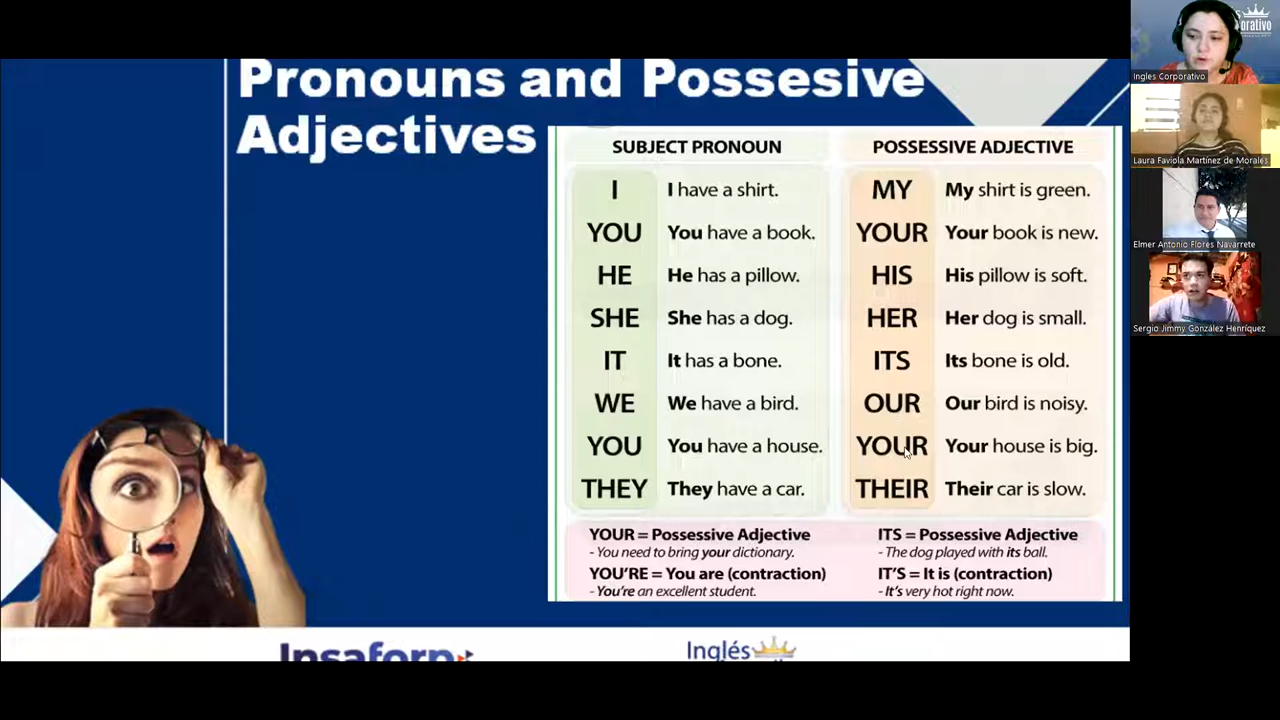 Pronouns and Possesive
Adjectives
SUBJECT PRONOUN
POSSESSIVE ADJECTIVE
I I have a shirt. MY My shirt is green.
YOU You have a book. YOUR Your book is new.
HE He has a pillow. HIS His pillow is soft.
SHE She has a dog. HER Her dog is small.
IT It has a bone. ITS Its bone is old.
WE We have a bird. OUR Our bird is noisy.
YOU You have a house. YOUR Your house is big.
THEY They have a car. THEIR Their car is slow.
YOUR = Possessive Adjective
- You need to bring your dictionary.
YOU'RE = You are (contraction)
- You're an excellent student.
ITS = Possessive Adjective
- The dog played with its ball.
IT'S = It is (contraction)
- It's very hot right now.
Insaforp
Inglés
orativo
Ingles Corporativo
Laura Faviola Martínez de Morales
Elmer Antonio Flores Navarrete
Sergio Jimmy González Henríquez